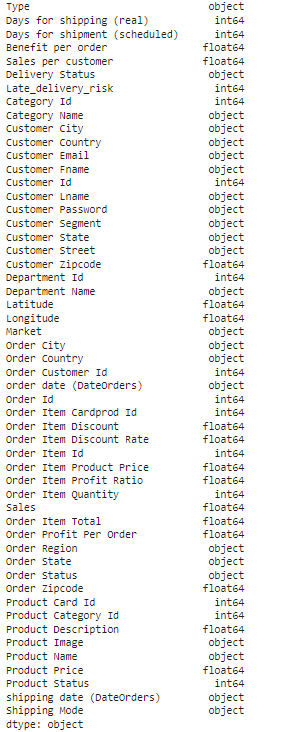 Type object
Days for shipping (real) int64
Days for shipment (scheduled) int64
Benefit per order float64
Sales per customer float64
Delivery Status object
Late_delivery_risk int64
Category Id int64
Category Name object
Customer City object
Customer Country object
Customer Email object
Customer Fname object
Customer Id int64
Customer Lname object
Customer Password object
Customer Segment object
Customer State object
Customer Street object
Customer Zipcode float64
Department Id int64
Department Name object
Latitude float64
Longitude float64
Market object
Order City object
Order Country object
Order Customer Id int64
order date (DateOrders) object
Order Id int64
Order Item Cardprod Id int64
Order Item Discount float64
Order Item Discount Rate float64
Order Item Id int64
Order Item Product Price float64
Order Item Profit Ratio float64
Order Item Quantity int64
Sales float64
Order Item Total float64
Order Profit Per Order float64
Order Region object
Order State object
Order Status object
Order Zipcode float64
Product Card Id int64
Product Category Id int64
Product Description float64
Product Image object
Product Name object
Product Price float64
Product Status int64
shipping date (DateOrders) object
Shipping Mode object
dtype: object